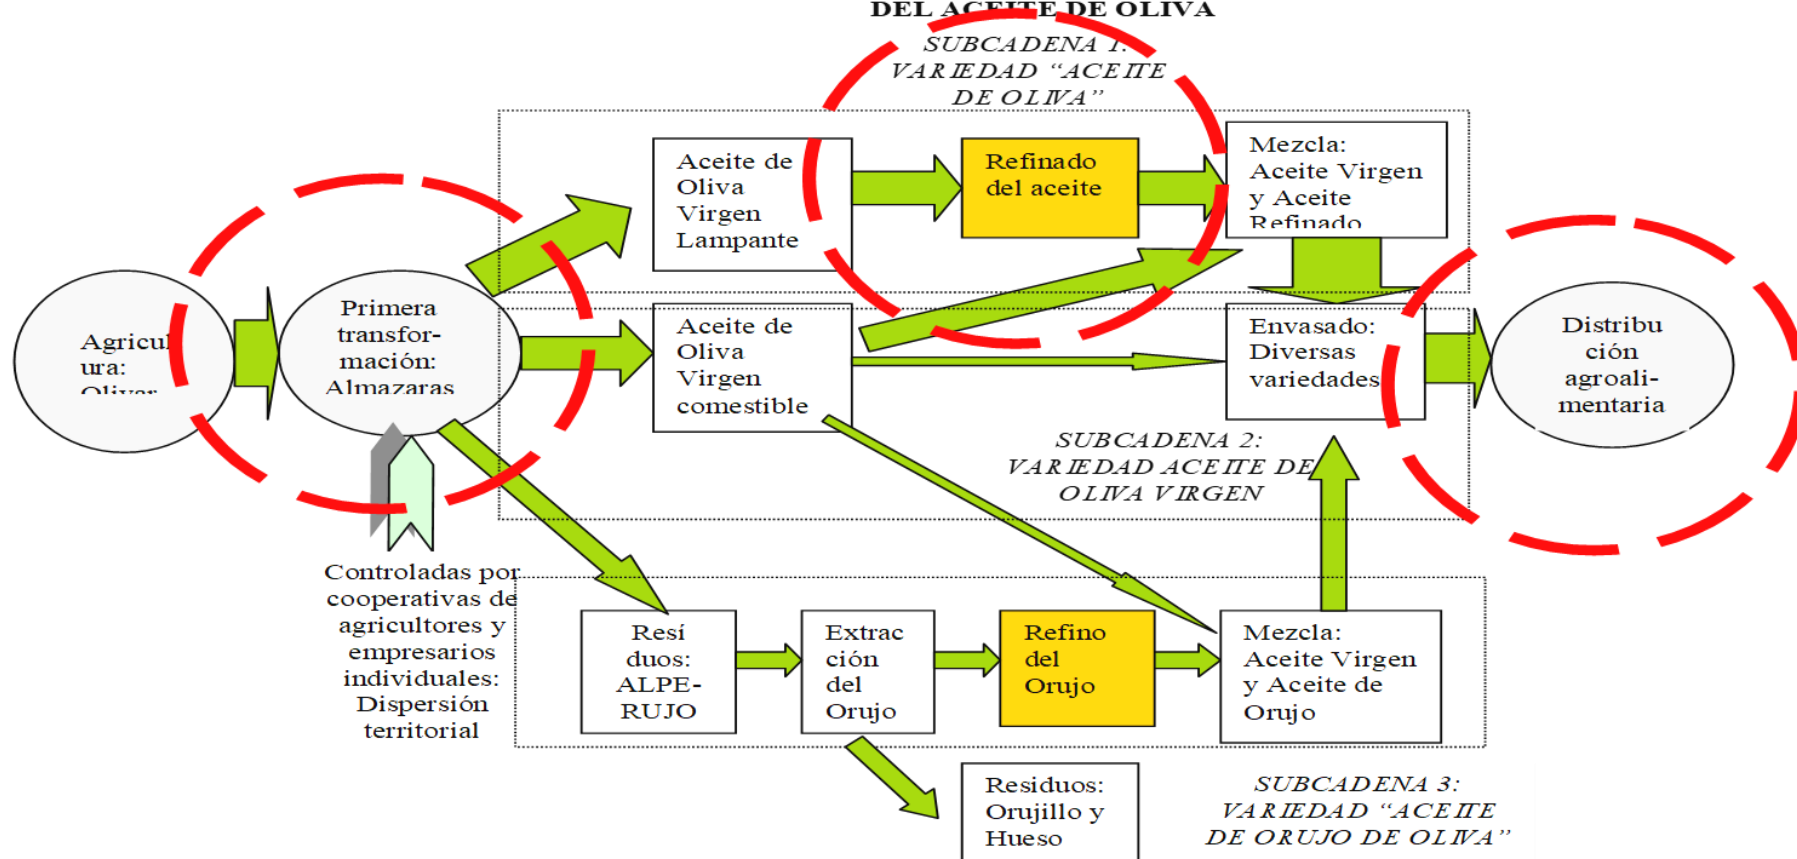 DEL ACEITE DE OLIVA
SUBCADENA 1:
VARIEDAD “ACEITE
DE OLIVA”
Aceite de
Oliva
Virgen
Lampante
Refinado
del aceite
Mezcla:
Aceite Virgen
y Aceite
Refinado
Agricul
ura:
Olivar
Primera
transfor-
mación:
Almazaras
Aceite de
Oliva
Virgen
comestible
Envasado:
Diversas
variedades
Distribu
ción
agroali-
mentaria
SUBCADENA 2:
VARIEDAD ACEITE DE
OLIVA VIRGEN
Controladas por
cooperativas de
agricultores y
empresarios
individuales:
Dispersión
territorial
Resí
duos:
ALPE-
RUJO
Extrac
ción
del
Orujo
Refino
del
Orujo
Mezcla:
Aceite Virgen
y Aceite de
Orujo
Residuos:
Orujillo y
Hueso
SUBCADENA 3:
VARIEDAD “ACEITE
DE ORUJO DE OLIVA”